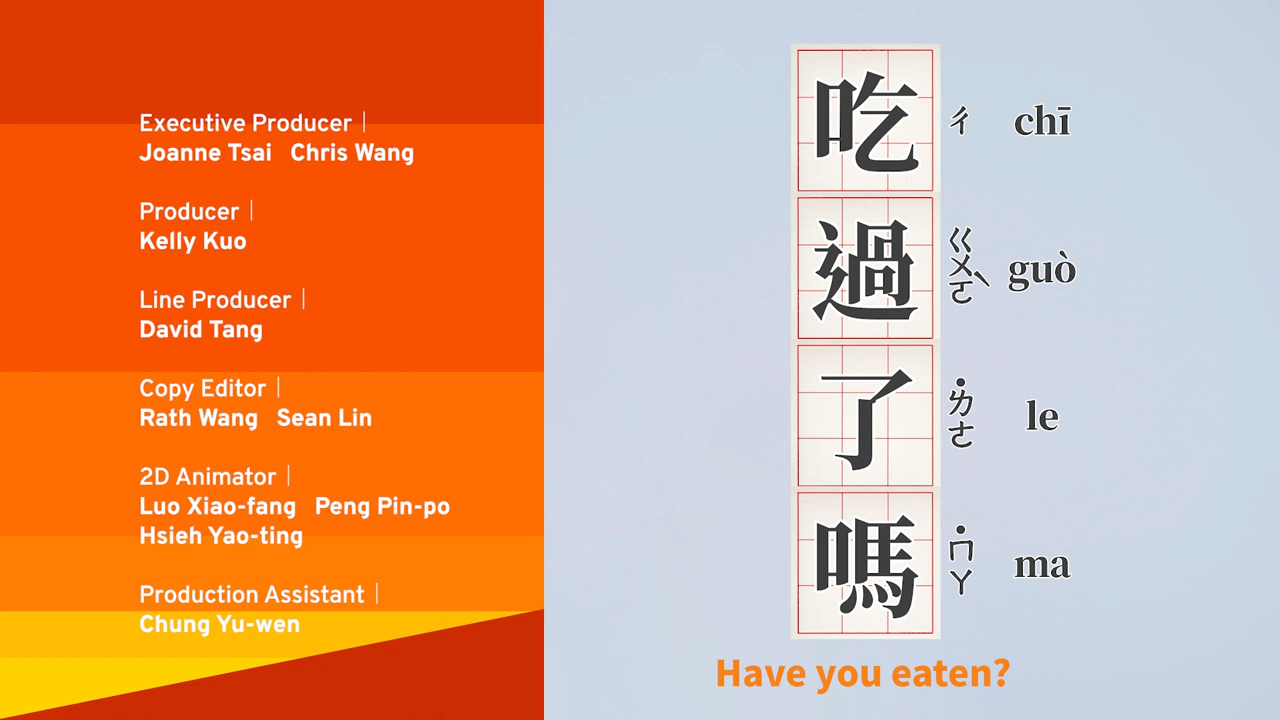 Executive Producer |
Joanne Tsai Chris Wang
Producer |
Kelly Kuo
Line Producer |
David Tang
Copy Editor |
Rath Wang Sean Lin
2D Animator |
Luo Xiao-fang Peng Pin-po
Hsieh Yao-ting
Production Assistant |
Chung Yu-wen
吃 ㄔ chī
過 ㄍㄨㄛˋ guò
了 ˙ㄌㄜ le
嗎 ˙ㄇㄚ ma
Have you eaten?